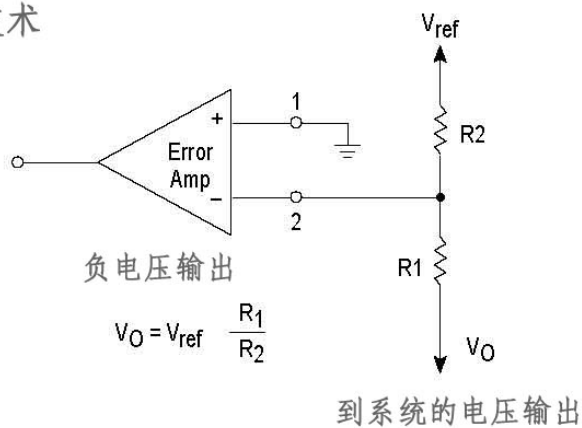 术
Vref
+
1
Error
Amp
R2
−
2
R1
负电压输出
VO = Vref R1/R2
VO
到系统的电压输出